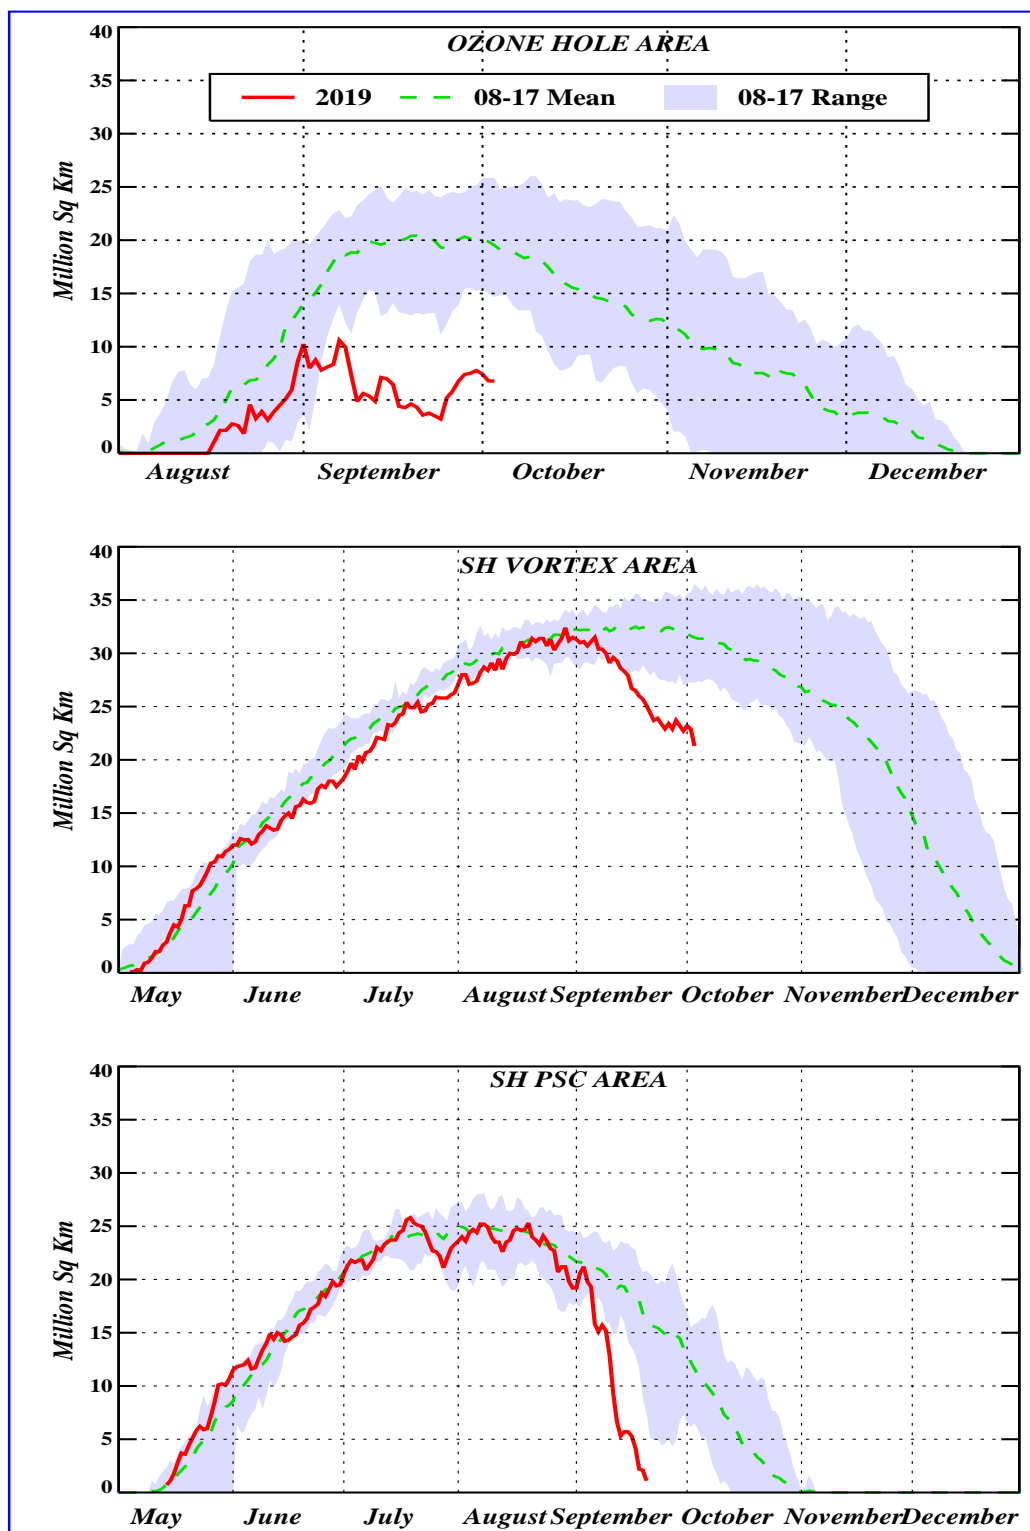 OZONE HOLE AREA
2019 08-17 Mean 08-17 Range
Million Sq Km
40
35
30
25
20
15
10
5
0
August September October November December
SH VORTEX AREA
Million Sq Km
40
35
30
25
20
15
10
5
0
May June July August September October November December
SH PSC AREA
Million Sq Km
40
35
30
25
20
15
10
5
0
May June July August September October November December